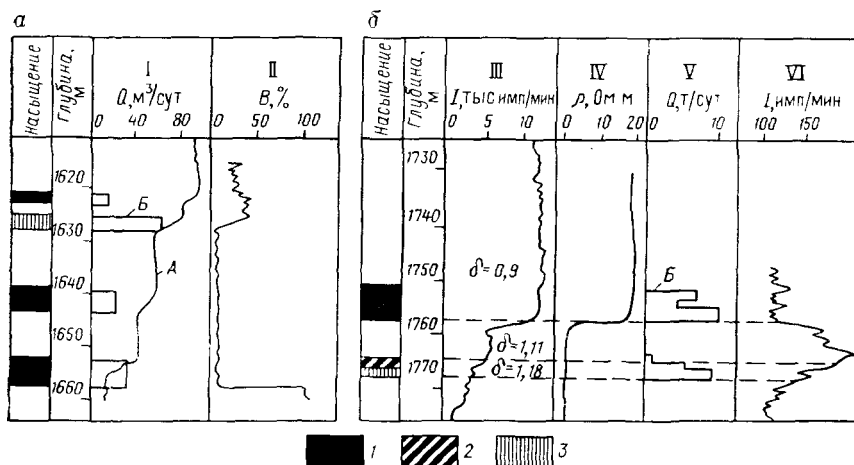 а
Насыщение
Глубина, м
I
Q, м³/сут
0 40 80
II
В, %
0 50 100
1620
1630
1640
1650
1660
Б
А
б
Насыщение
Глубина, м
III
I, тыс имп/мин
0 5 10
IV
ρ, Ом м
0 10 20
V
Q, т/сут
0 10
VI
I, имп/мин
100 150
1730
1740
1750
1760
1770
δ=0,9
δ=1,11
δ=1,18
Б
1 2 3